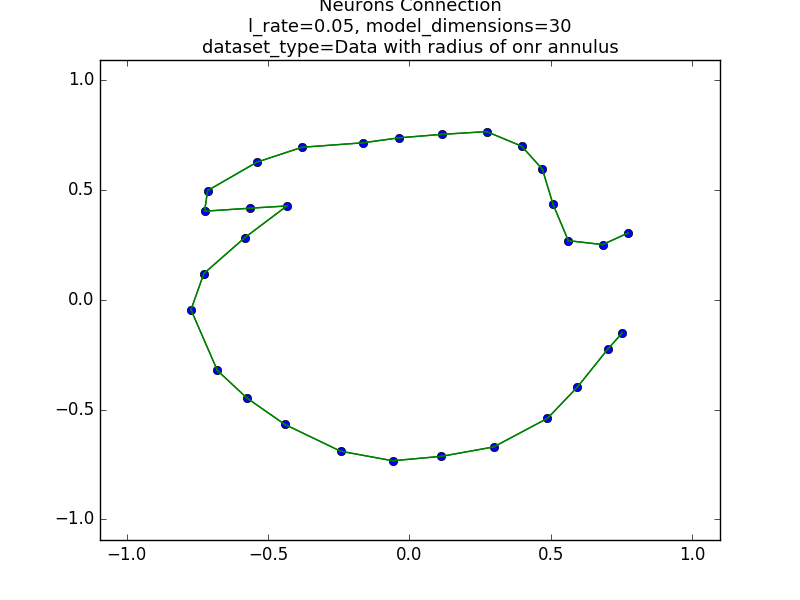 Neurons Connection
l_rate=0.05, model_dimensions=30
dataset_type=Data with radius of onr annulus
1.0
0.5
0.0
−0.5
−1.0
−1.0 −0.5 0.0 0.5 1.0